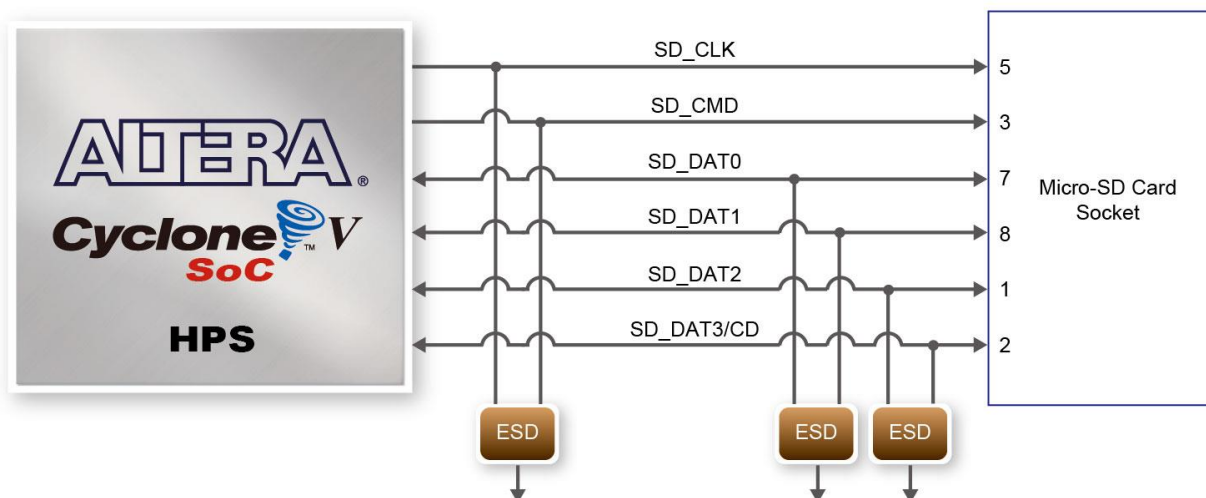 ALTERA®
Cyclone™ V
SoC
HPS
SD_CLK
SD_CMD
SD_DAT0
SD_DAT1
SD_DAT2
SD_DAT3/CD
5
3
7
8
1
2
Micro-SD Card
Socket
ESD
ESD
ESD